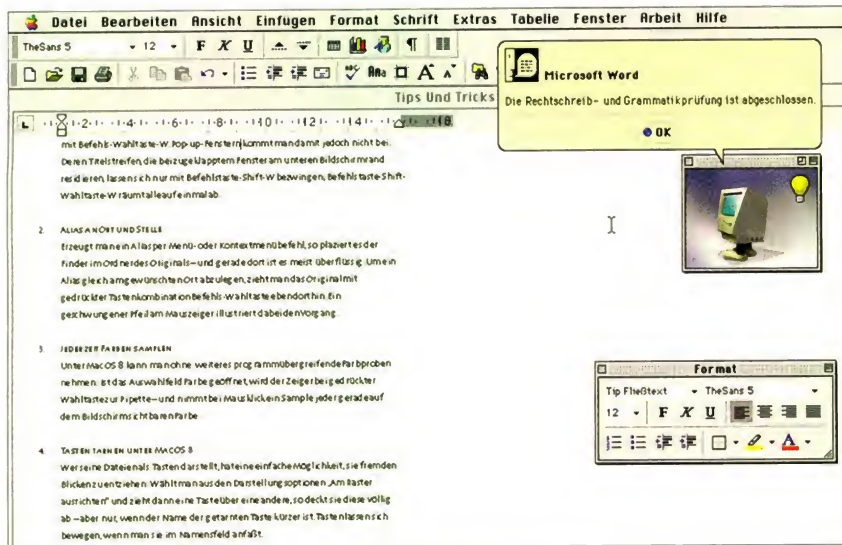 Datei Bearbeiten Ansicht Einfügen Format Schrift Extras Tabelle Fenster Arbeit Hilfe
TheSans 5 12 F K U
Tips Und Tricks
Microsoft Word
Die Rechtschreib- und Grammatikprüfung ist abgeschlossen.
OK
mit Befehls-Wahltaste-W. Pop-up-Fenstern kommt man damit jedoch nicht bei.
Deren Titelstreifen, die bei zugeklapptem Fenster am unteren Bildschirmrand
residieren, lassen sich nur mit Befehlstaste-Shift-W bezwingen, Befehlstaste-Shift-
Wahltaste-W räumt alle auf einmal ab.
2. ALIAS AN ORT UND STELLE
Erzeugt man ein Alias per Menü- oder Kontextmenübefehl, so plaziert es der
Finder im Ordner des Originals – und gerade dort ist es meist überflüssig. Um ein
Alias gleich am gewünschten Ort abzulegen, zieht man das Original mit
gedrückter Tastenkombination Befehls-Wahltaste ebendorthin. Ein
geschwungener Pfeil am Mauszeiger illustriert dabei den Vorgang.
3. JEDERZEIT FARBEN SAMPLEN
Unter MacOS 8 kann man ohne weiteres programmübergreifende Farbproben
nehmen. Ist das Auswahlfeld Farbe geöffnet, wird der Zeiger bei gedrückter
Wahltaste zur Pipette – und nimmt bei Mausklick ein Sample jeder gerade auf
dem Bildschirm sichtbaren Farbe.
4. TASTEN TARNEN UNTER MACOS 8
Wer seine Dateien als Tasten darstellt, hat eine einfache Möglichkeit, sie fremden
Blicken zu entziehen: Wählt man aus den Darstellungsoptionen „Am Raster
ausrichten" und zieht dann eine Taste über eine andere, so deckt sie diese völlig
ab – aber nur, wenn der Name der getarnten Taste kürzer ist. Tasten lassen sich
bewegen, wenn man sie im Namensfeld anfaßt.
Format
Tip Fließtext TheSans 5
12 F K U